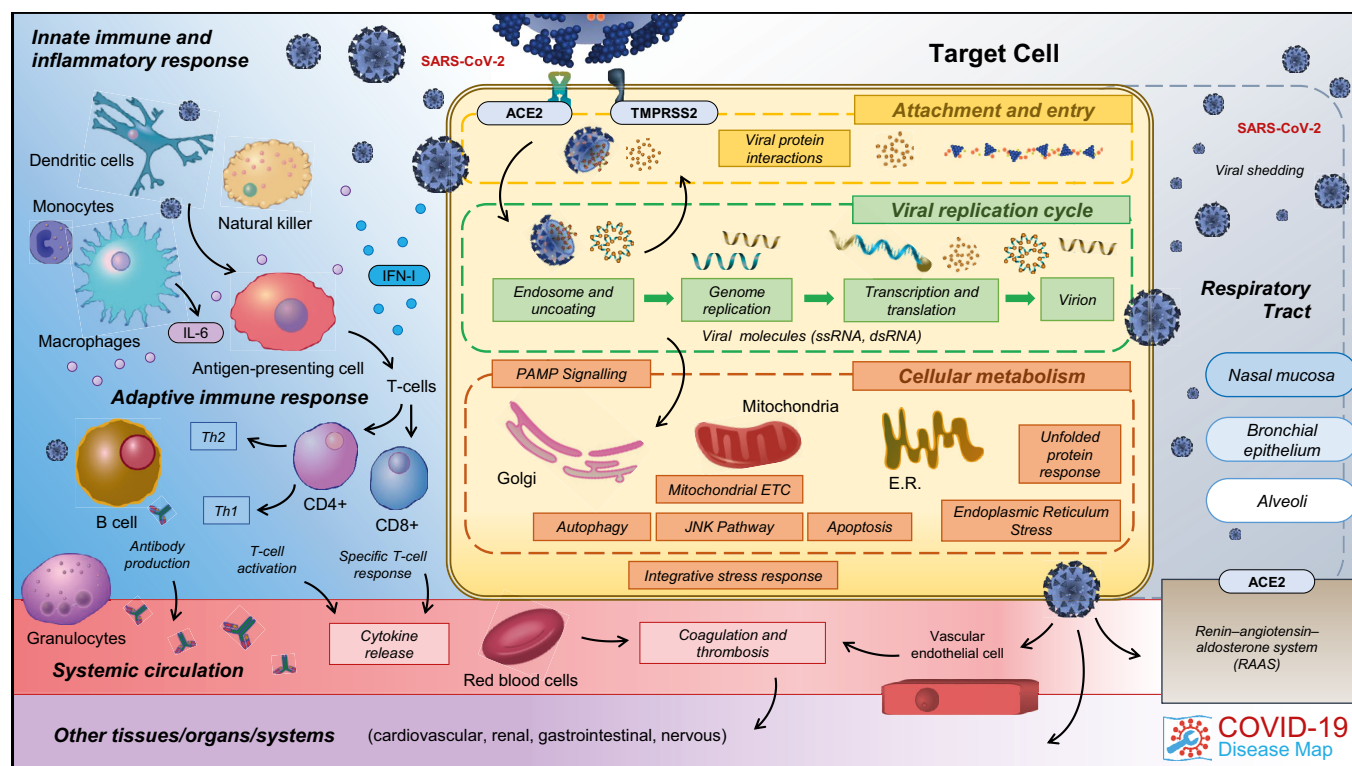 Innate immune and
inflammatory response
SARS-CoV-2
Target Cell
ACE2
TMPRSS2
Attachment and entry
SARS-CoV-2
Viral protein
interactions
Viral shedding
Dendritic cells
Monocytes
Natural killer
Viral replication cycle
IFN-I
Endosome and
uncoating
Genome
replication
Transcription and
translation
Virion
Respiratory
Tract
IL-6
Macrophages
Viral molecules (ssRNA, dsRNA)
Antigen-presenting cell
PAMP Signalling
Cellular metabolism
Nasal mucosa
T-cells
Adaptive immune response
Mitochondria
Th2
Unfolded
protein
response
Bronchial
epithelium
Golgi
E.R.
Mitochondrial ETC
Alveoli
CD4+
B cell
Th1
CD8+
Autophagy
JNK Pathway
Apoptosis
Endoplasmic Reticulum
Stress
Antibody
production
T-cell
activation
Specific T-cell
response
Integrative stress response
ACE2
Granulocytes
Cytokine
release
Coagulation and
thrombosis
Vascular
endothelial cell
Renin–angiotensin–
aldosterone system
(RAAS)
Systemic circulation
Red blood cells
Other tissues/organs/systems
(cardiovascular, renal, gastrointestinal, nervous)
COVID-19
Disease Map